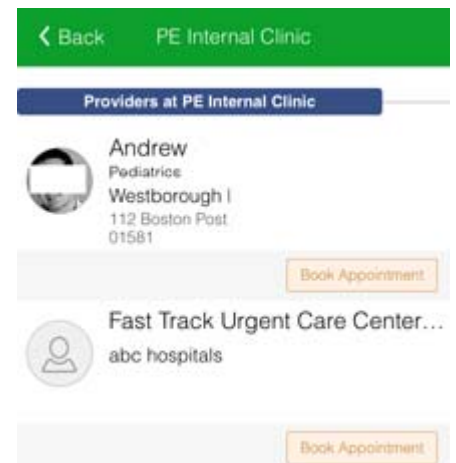 Back
PE Internal Clinic
Providers at PE Internal Clinic
Andrew
Pediatrics
Westborough |
112 Boston Post
01581
Book Appointment
Fast Track Urgent Care Center...
abc hospitals
Book Appointment